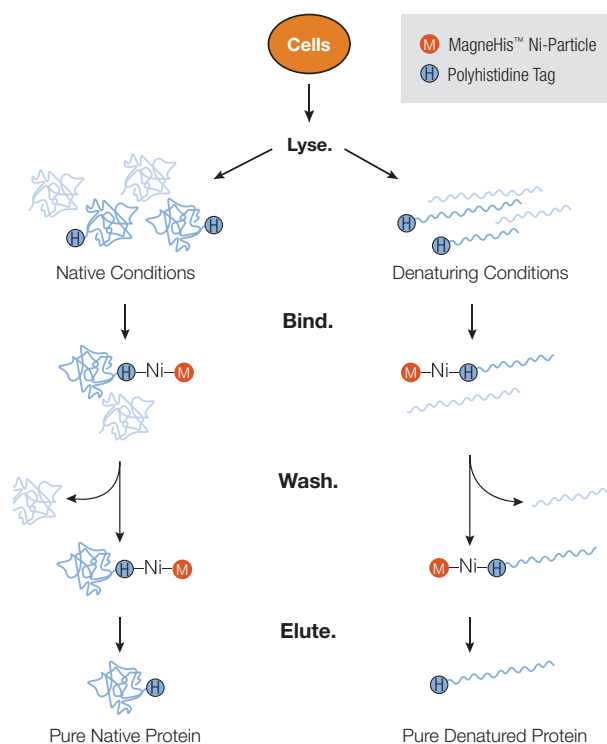 Cells
M MagneHis™ Ni-Particle
H Polyhistidine Tag
Lyse.
H H H H
Native Conditions Denaturing Conditions
Bind.
H–Ni–M M–Ni–H
Wash.
H–Ni–M M–Ni–H
Elute.
H H
Pure Native Protein Pure Denatured Protein